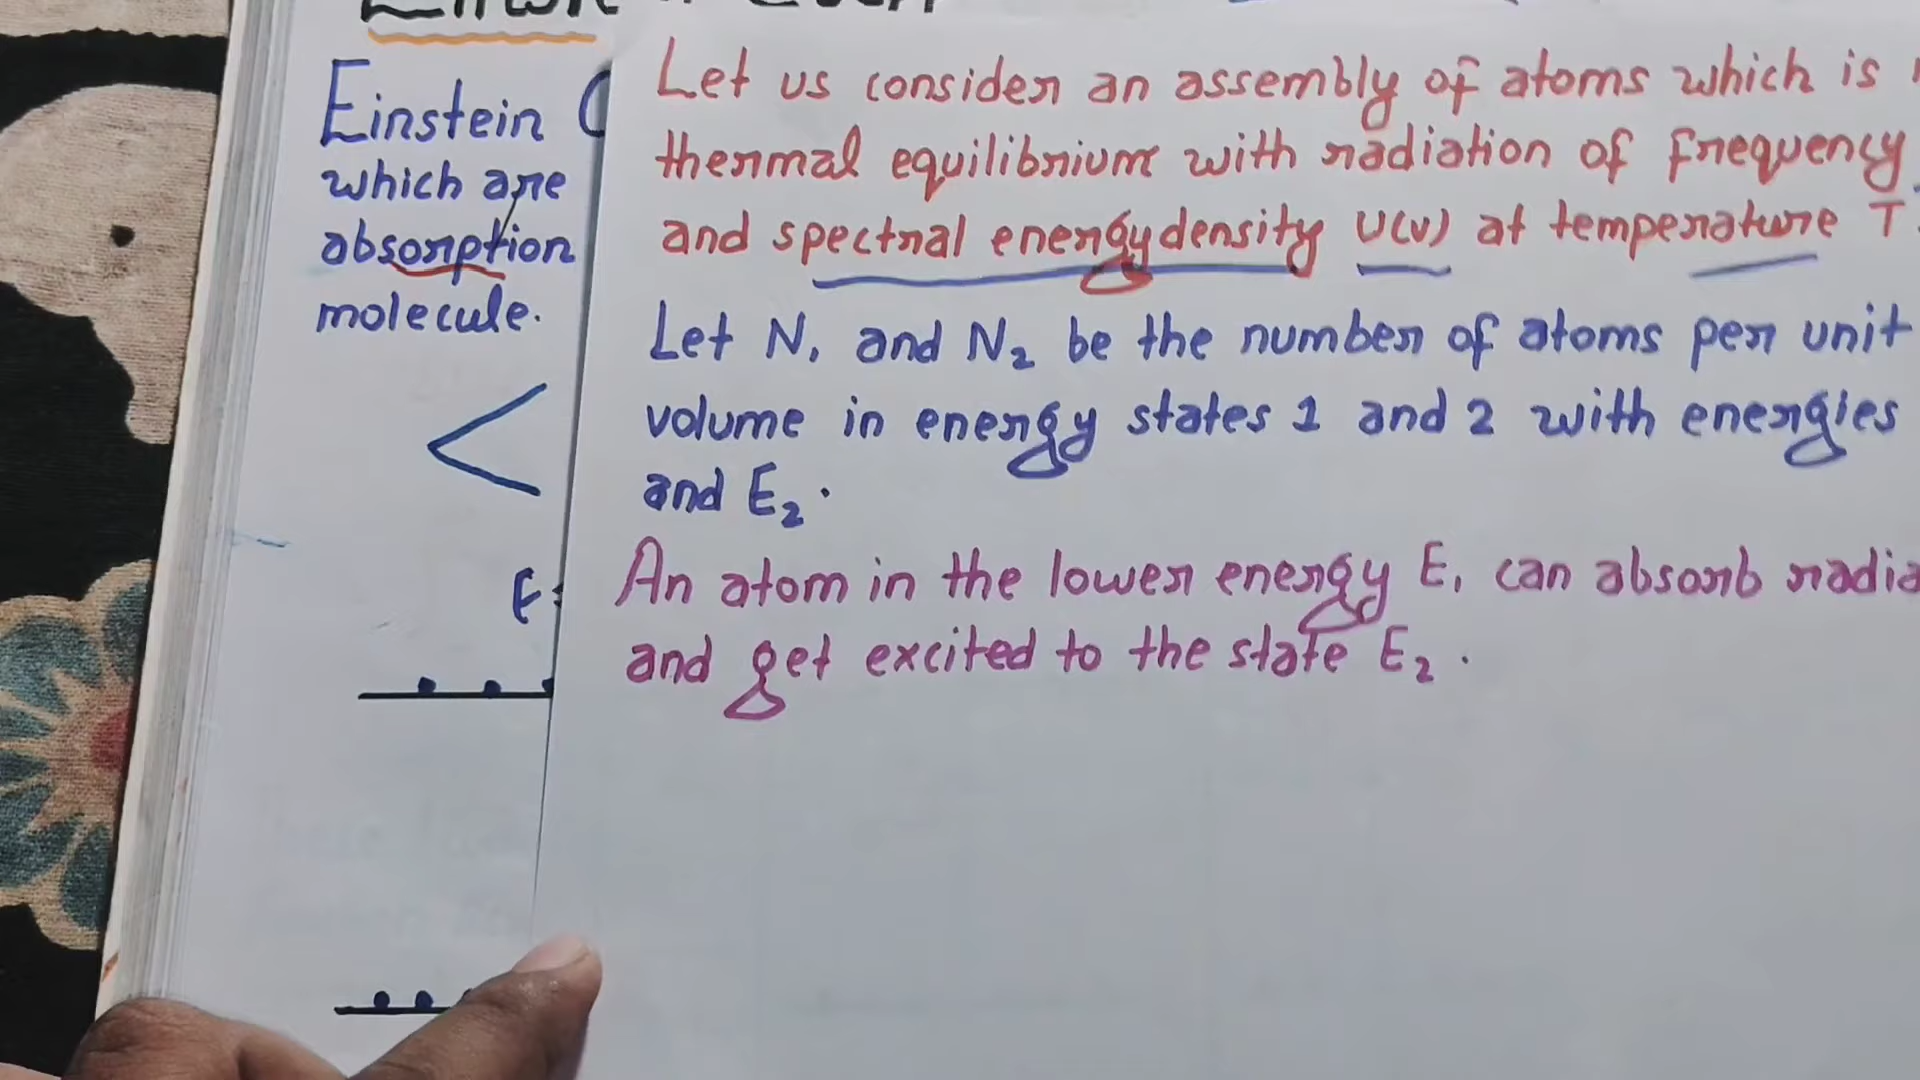 Einstein
which are
absorption
molecule.
E
Let us consider an assembly of atoms which is
thermal equilibrium with radiation of frequency
and spectral energy density U(ν) at temperature T.
Let N₁ and N₂ be the number of atoms per unit
volume in energy states 1 and 2 with energies
and E₂.
An atom in the lower energy E₁ can absorb radia
and get excited to the state E₂.